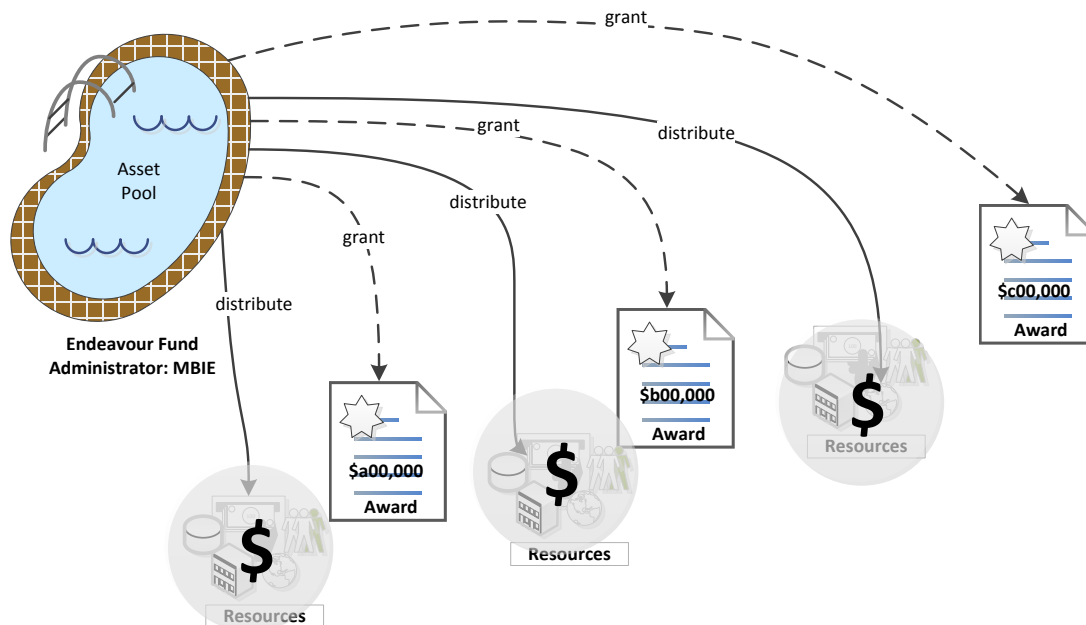 grant
distribute
grant
Asset
Pool
distribute
grant
$c00,000
distribute
Award
Endeavour Fund
Administrator: MBIE
$b00,000
$
Award
Resources
$a00,000
$
Award
Resources
$
Resources